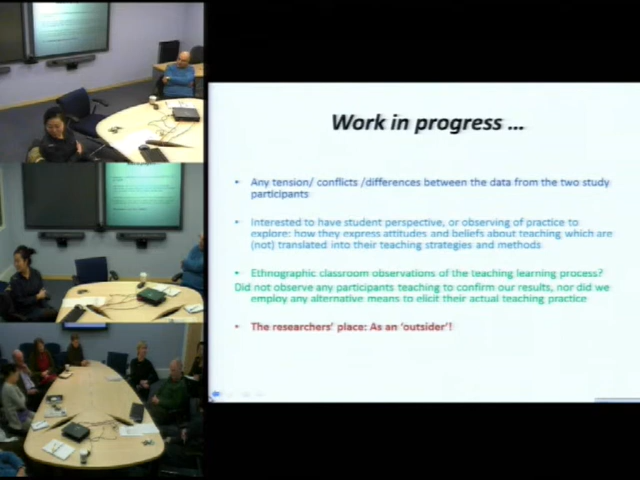 Work in progress ...
• Any tension/ conflicts /differences between the data from the two study
participants
• Interested to have student perspective, or observing of practice to
explore: how they express attitudes and beliefs about teaching which are
(not) translated into their teaching strategies and methods
• Ethnographic classroom observations of the teaching learning process?
Did not observe any participants teaching to confirm our results, nor did we
employ any alternative means to elicit their actual teaching practice
• The researchers' place: As an 'outsider'!